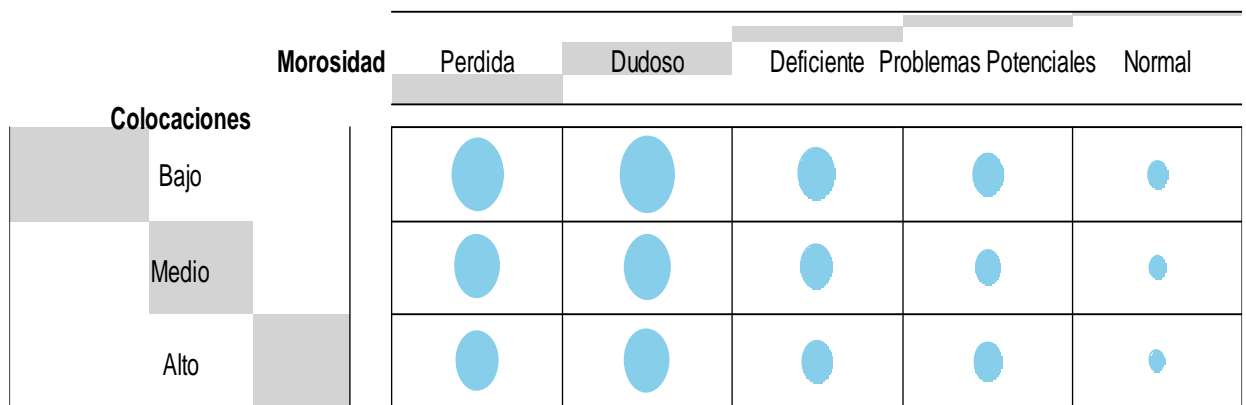 Morosidad Perdida Dudoso Deficiente Problemas Potenciales Normal
Colocaciones
Bajo
Medio
Alto